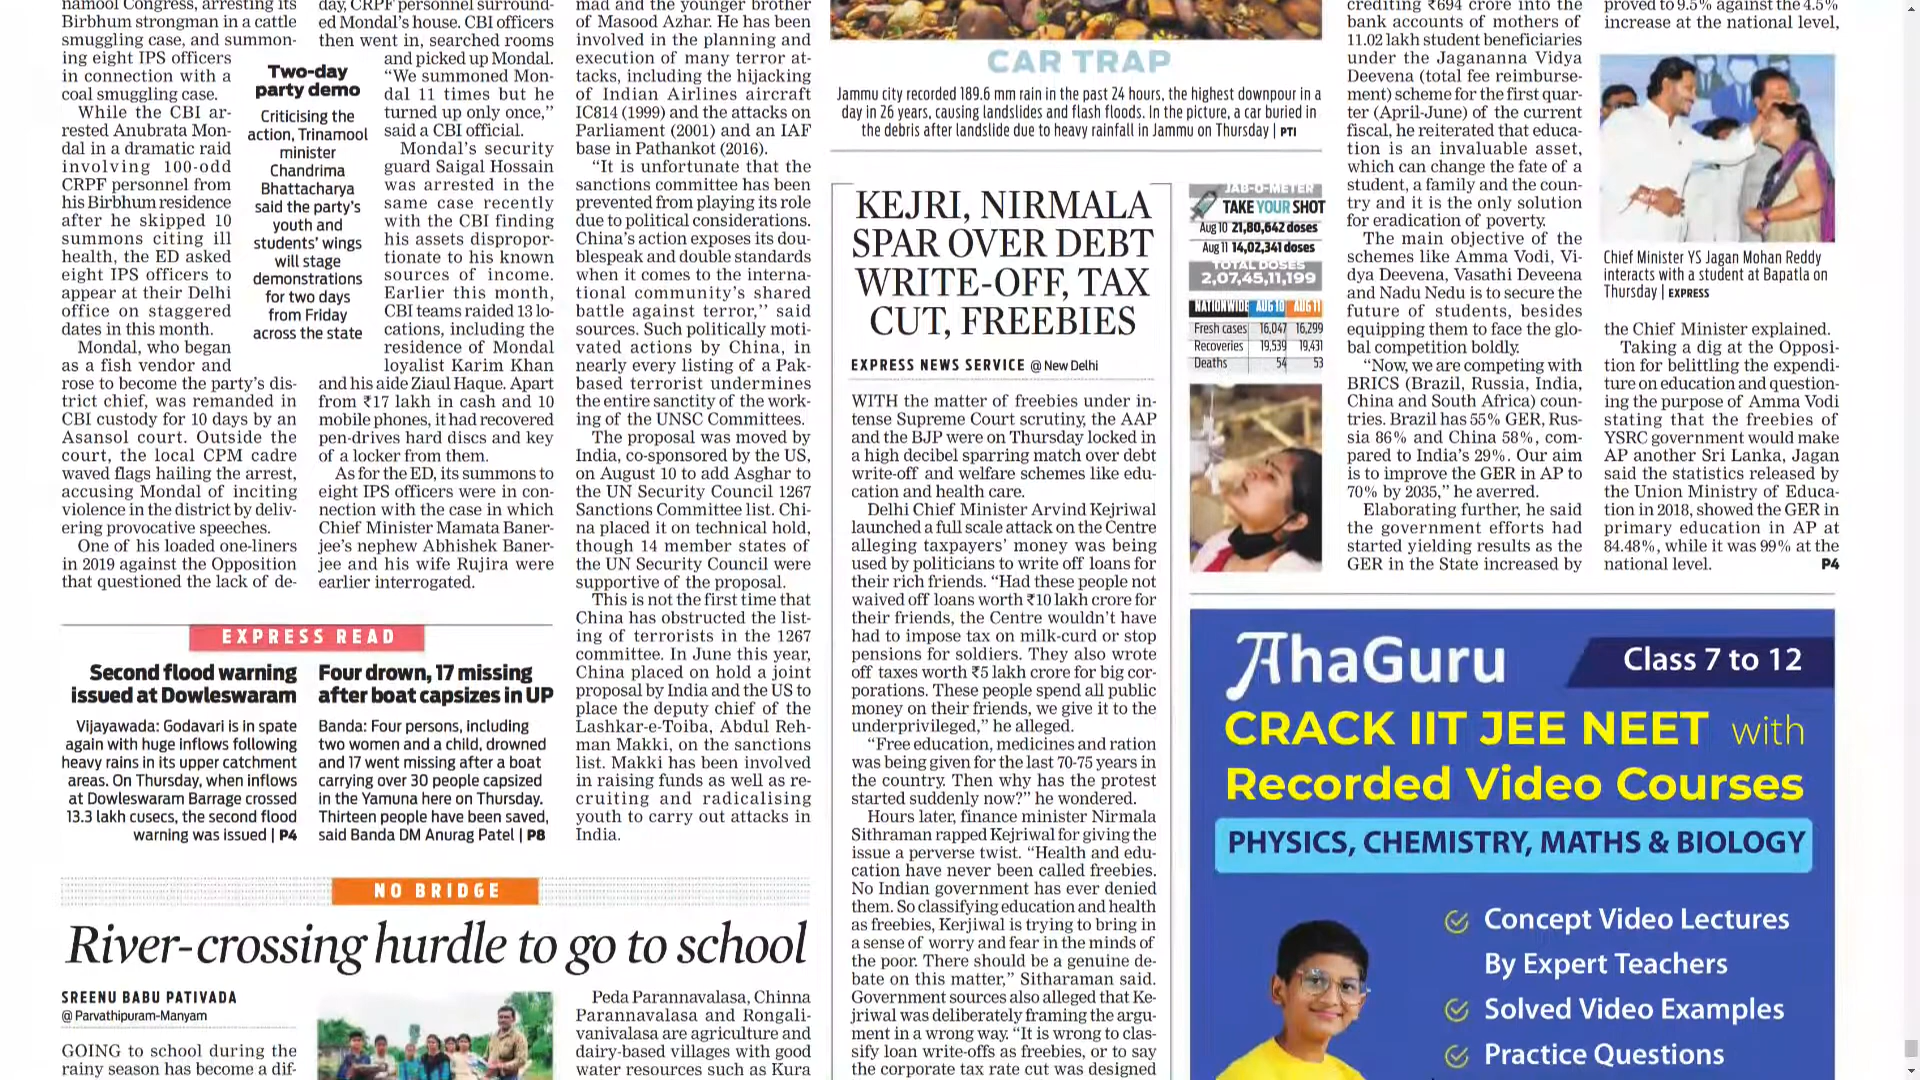 namool Congress, arresting its
Birbhum strongman in a cattle
smuggling case, and summon-
ing eight IPS officers
in connection with a
coal smuggling case.
While the CBI ar-
rested Anubrata Mon-
dal in a dramatic raid
involving 100-odd
CRPF personnel from
his Birbhum residence
after he skipped 10
summons citing ill
health, the ED asked
eight IPS officers to
appear at their Delhi
office on staggered
dates in this month.
Mondal, who began
as a fish vendor and
rose to become the party's dis-
trict chief, was remanded in
CBI custody for 10 days by an
Asansol court. Outside the
court, the local CPM cadre
waved flags hailing the arrest,
accusing Mondal of inciting
violence in the district by deliv-
ering provocative speeches.
One of his loaded one-liners
in 2019 against the Opposition
that questioned the lack of de-
Two-day
party demo
Criticising the
action, Trinamool
minister
Chandrima
Bhattacharya
said the party's
youth and
students' wings
will stage
demonstrations
for two days
from Friday
across the state
day, CRPF personnel surround-
ed Mondal's house. CBI officers
then went in, searched rooms
and picked up Mondal.
"We summoned Mon-
dal 11 times but he
turned up only once,"
said a CBI official.
Mondal's security
guard Saigal Hossain
was arrested in the
same case recently
with the CBI finding
his assets dispropor-
tionate to his known
sources of income.
Earlier this month,
CBI teams raided 13 lo-
cations, including the
residence of Mondal
loyalist Karim Khan
and his aide Ziaul Haque. Apart
from ₹17 lakh in cash and 10
mobile phones, it had recovered
pen-drives hard discs and key
of a locker from them.
As for the ED, its summons to
eight IPS officers were in con-
nection with the case in which
Chief Minister Mamata Baner-
jee's nephew Abhishek Baner-
jee and his wife Rujira were
earlier interrogated.
mad and the younger brother
of Masood Azhar. He has been
involved in the planning and
execution of many terror at-
tacks, including the hijacking
of Indian Airlines aircraft
IC814 (1999) and the attacks on
Parliament (2001) and an IAF
base in Pathankot (2016).
"It is unfortunate that the
sanctions committee has been
prevented from playing its role
due to political considerations.
China's action exposes its dou-
blespeak and double standards
when it comes to the interna-
tional community's shared
battle against terror," said
sources. Such politically moti-
vated actions by China, in
nearly every listing of a Pak-
based terrorist undermines
the entire sanctity of the work-
ing of the UNSC Committees.
The proposal was moved by
India, co-sponsored by the US,
on August 10 to add Asghar to
the UN Security Council 1267
Sanctions Committee list. Chi-
na placed it on technical hold,
though 14 member states of
the UN Security Council were
supportive of the proposal.
This is not the first time that
China has obstructed the list-
ing of terrorists in the 1267
committee. In June this year,
China placed on hold a joint
proposal by India and the US to
place the deputy chief of the
Lashkar-e-Toiba, Abdul Reh-
man Makki, on the sanctions
list. Makki has been involved
in raising funds as well as re-
cruiting and radicalising
youth to carry out attacks in
India.
EXPRESS READ
Second flood warning
issued at Dowleswaram
Vijayawada: Godavari is in spate
again with huge inflows following
heavy rains in its upper catchment
areas. On Thursday, when inflows
at Dowleswaram Barrage crossed
13.3 lakh cusecs, the second flood
warning was issued | P4
Four drown, 17 missing
after boat capsizes in UP
Banda: Four persons, including
two women and a child, drowned
and 17 went missing after a boat
carrying over 30 people capsized
in the Yamuna here on Thursday.
Thirteen people have been saved,
said Banda DM Anurag Patel | P8
NO BRIDGE
River-crossing hurdle to go to school
SREENU BABU PATIVADA
@ Parvathipuram-Manyam
GOING to school during the
rainy season has become a dif-
Peda Parannavalasa, Chinna
Parannavalasa and Rongali-
vanivalasa are agriculture and
dairy-based villages with good
water resources such as Kura
CAR TRAP
Jammu city recorded 189.6 mm rain in the past 24 hours, the highest downpour in a
day in 26 years, causing landslides and flash floods. In the picture, a car buried in
the debris after landslide due to heavy rainfall in Jammu on Thursday | PTI
KEJRI, NIRMALA
SPAR OVER DEBT
WRITE-OFF, TAX
CUT, FREEBIES
EXPRESS NEWS SERVICE @ New Delhi
WITH the matter of freebies under in-
tense Supreme Court scrutiny, the AAP
and the BJP were on Thursday locked in
a high decibel sparring match over debt
write-off and welfare schemes like edu-
cation and health care.
Delhi Chief Minister Arvind Kejriwal
launched a full scale attack on the Centre
alleging taxpayers' money was being
used by politicians to write off loans for
their rich friends. "Had these people not
waived off loans worth ₹10 lakh crore for
their friends, the Centre wouldn't have
had to impose tax on milk-curd or stop
pensions for soldiers. They also wrote
off taxes worth ₹5 lakh crore for big cor-
porations. These people spend all public
money on their friends, we give it to the
underprivileged," he alleged.
"Free education, medicines and ration
was being given for the last 70-75 years in
the country. Then why has the protest
started suddenly now?" he wondered.
Hours later, finance minister Nirmala
Sithraman rapped Kejriwal for giving the
issue a perverse twist. "Health and edu-
cation have never been called freebies.
No Indian government has ever denied
them. So classifying education and health
as freebies, Kerjiwal is trying to bring in
a sense of worry and fear in the minds of
the poor. There should be a genuine de-
bate on this matter," Sitharaman said.
Government sources also alleged that Ke-
jriwal was deliberately framing the argu-
ment in a wrong way. "It is wrong to clas-
sify loan write-offs as freebies, or to say
the corporate tax rate cut was designed
JAB-O-METER
TAKE YOUR SHOT
Aug 10 21,80,642 doses
Aug 11 14,02,341 doses
TOTAL DOSES
2,07,45,11,199
NATIONWIDE AUG 10 AUG 11
Fresh cases 16,047 16,299
Recoveries 19,539 19,431
Deaths 54 53
crediting ₹694 crore into the
bank accounts of mothers of
11.02 lakh student beneficiaries
under the Jagananna Vidya
Deevena (total fee reimburse-
ment) scheme for the first quar-
ter (April-June) of the current
fiscal, he reiterated that educa-
tion is an invaluable asset,
which can change the fate of a
student, a family and the coun-
try and it is the only solution
for eradication of poverty.
The main objective of the
schemes like Amma Vodi, Vi-
dya Deevena, Vasathi Deveena
and Nadu Nedu is to secure the
future of students, besides
equipping them to face the glo-
bal competition boldly.
"Now, we are competing with
BRICS (Brazil, Russia, India,
China and South Africa) coun-
tries. Brazil has 55% GER, Rus-
sia 86% and China 58%, com-
pared to India's 29%. Our aim
is to improve the GER in AP to
70% by 2035," he averred.
Elaborating further, he said
the government efforts had
started yielding results as the
GER in the State increased by
proved to 9.5% against the 4.5%
increase at the national level,
Chief Minister YS Jagan Mohan Reddy
interacts with a student at Bapatla on
Thursday | EXPRESS
the Chief Minister explained.
Taking a dig at the Opposi-
tion for belittling the expendi-
ture on education and question-
ing the purpose of Amma Vodi
stating that the freebies of
YSRC government would make
AP another Sri Lanka, Jagan
said the statistics released by
the Union Ministry of Educa-
tion in 2018, showed the GER in
primary education in AP at
84.48%, while it was 99% at the
national level. P4
AhaGuru
Class 7 to 12
CRACK IIT JEE NEET with
Recorded Video Courses
PHYSICS, CHEMISTRY, MATHS & BIOLOGY
Concept Video Lectures
By Expert Teachers
Solved Video Examples
Practice Questions